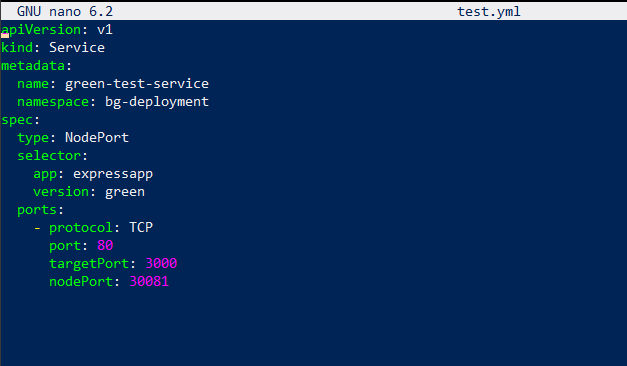 GNU nano 6.2 test.yml
apiVersion: v1
kind: Service
metadata:
  name: green-test-service
  namespace: bg-deployment
spec:
  type: NodePort
  selector:
    app: expressapp
    version: green
  ports:
    - protocol: TCP
      port: 80
      targetPort: 3000
      nodePort: 30081